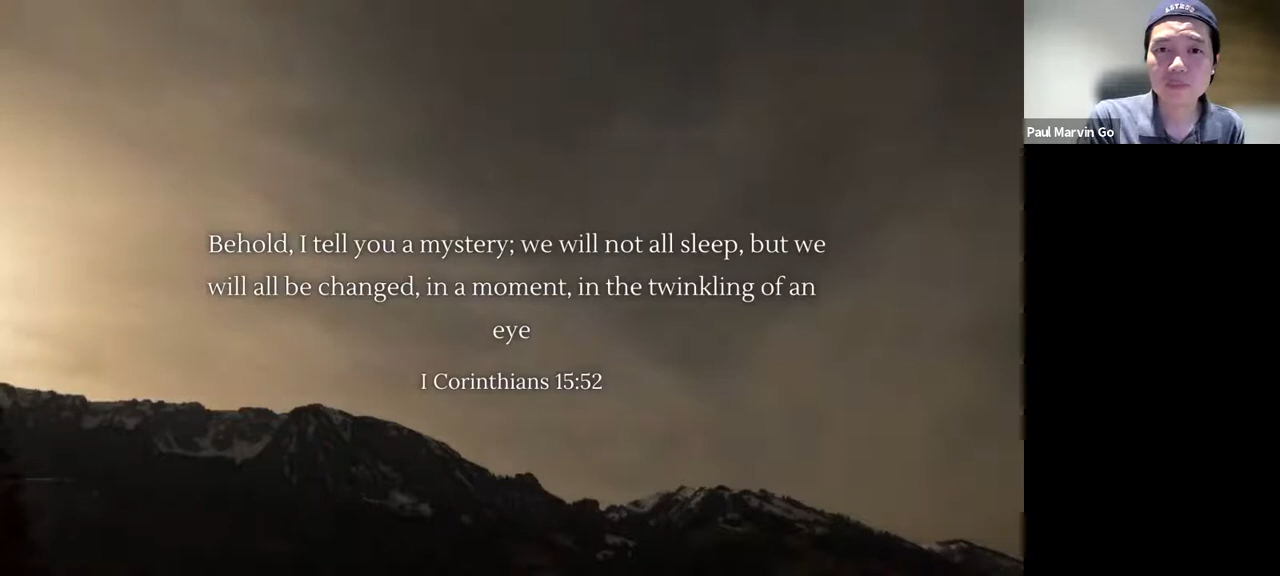 ASTROS
Paul Marvin Go
Behold, I tell you a mystery; we will not all sleep, but we
will all be changed, in a moment, in the twinkling of an
eye
I Corinthians 15:52